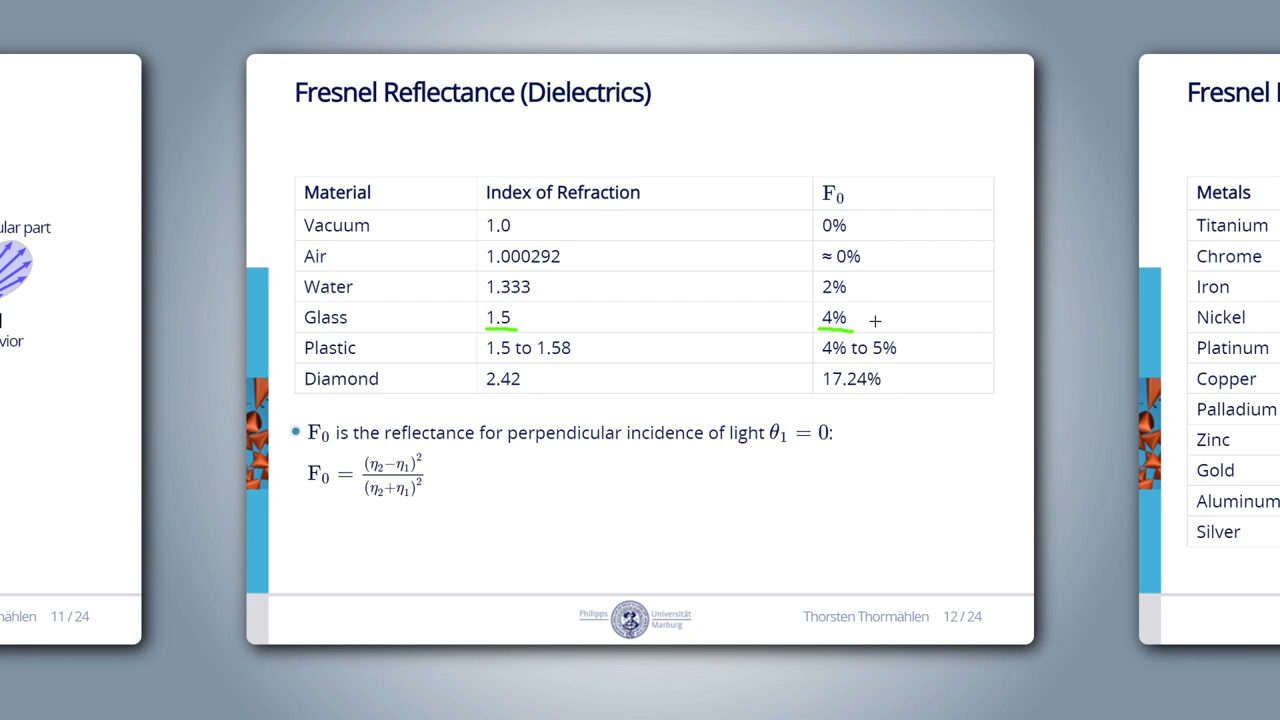 ular part
vior
nählen 11 / 24
Fresnel Reflectance (Dielectrics)
Material Index of Refraction F₀
Vacuum 1.0 0%
Air 1.000292 ≈ 0%
Water 1.333 2%
Glass 1.5 4%
Plastic 1.5 to 1.58 4% to 5%
Diamond 2.42 17.24%
F₀ is the reflectance for perpendicular incidence of light θ₁ = 0:
F₀ = (η₂−η₁)² / (η₂+η₁)²
Philipps Universität
Marburg
Thorsten Thormählen 12 / 24
Fresnel
Metals
Titanium
Chrome
Iron
Nickel
Platinum
Copper
Palladium
Zinc
Gold
Aluminum
Silver